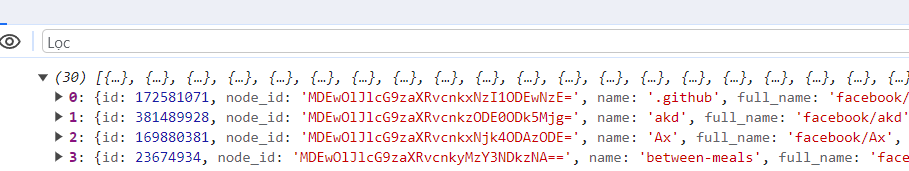 Lọc
(30) [{…}, {…}, {…}, {…}, {…}, {…}, {…}, {…}, {…}, {…}, {…}, {…}, {…}, {…}, {…}, {…}, {…}, {…}, {…}, {…},
0: {id: 172581071, node_id: 'MDEwOlJlcG9zaXRvcnkxNzI1ODEwNzE=', name: '.github', full_name: 'facebook/
1: {id: 381489928, node_id: 'MDEwOlJlcG9zaXRvcnkzODE0ODk5Mjg=', name: 'akd', full_name: 'facebook/akd'
2: {id: 169880381, node_id: 'MDEwOlJlcG9zaXRvcnkxNjk4ODAzODE=', name: 'Ax', full_name: 'facebook/Ax',
3: {id: 23674934, node_id: 'MDEwOlJlcG9zaXRvcnkyMzY3NDkzNA==', name: 'between-meals', full_name: 'face